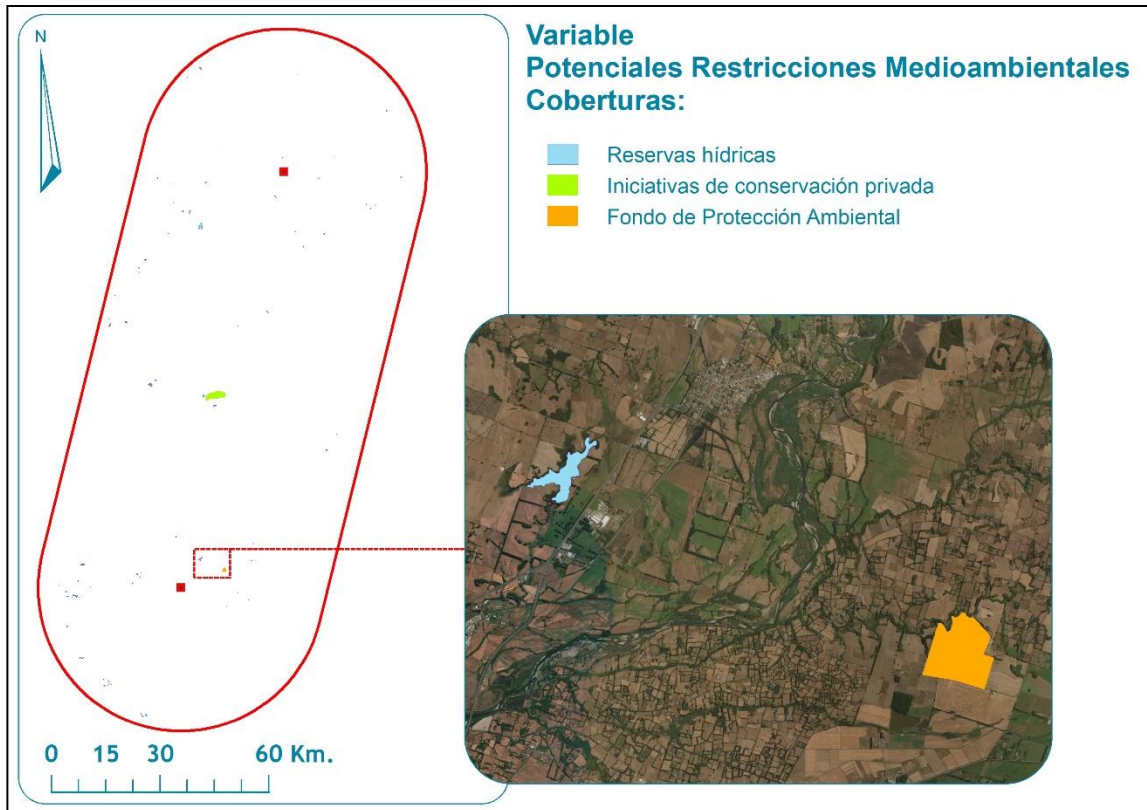 N
Variable
Potenciales Restricciones Medioambientales
Coberturas:
Reservas hídricas
Iniciativas de conservación privada
Fondo de Protección Ambiental
0 15 30 60 Km.